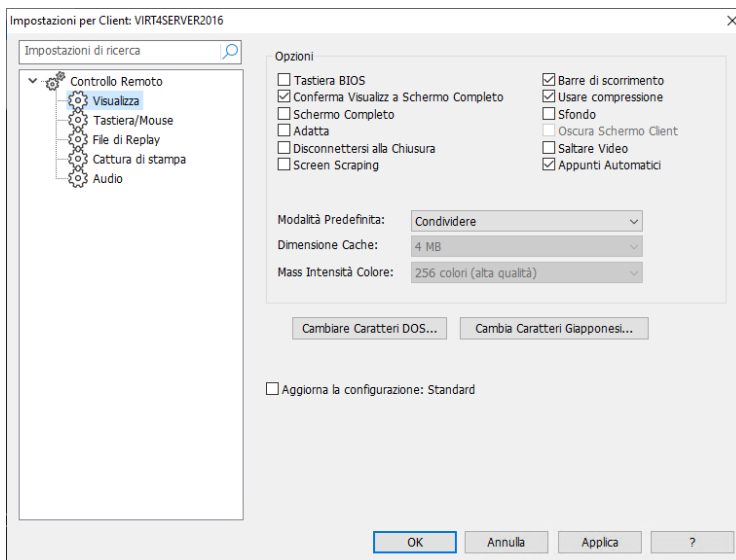 Impostazioni per Client: VIRT4SERVER2016
Impostazioni di ricerca
Controllo Remoto
Visualizza
Tastiera/Mouse
File di Replay
Cattura di stampa
Audio
Opzioni
Tastiera BIOS
Conferma Visualizz a Schermo Completo
Schermo Completo
Adatta
Disconnettersi alla Chiusura
Screen Scraping
Barre di scorrimento
Usare compressione
Sfondo
Oscura Schermo Client
Saltare Video
Appunti Automatici
Modalità Predefinita: Condividere
Dimensione Cache: 4 MB
Mass Intensità Colore: 256 colori (alta qualità)
Cambiare Caratteri DOS... Cambia Caratteri Giapponesi...
Aggiorna la configurazione: Standard
OK Annulla Applica ?